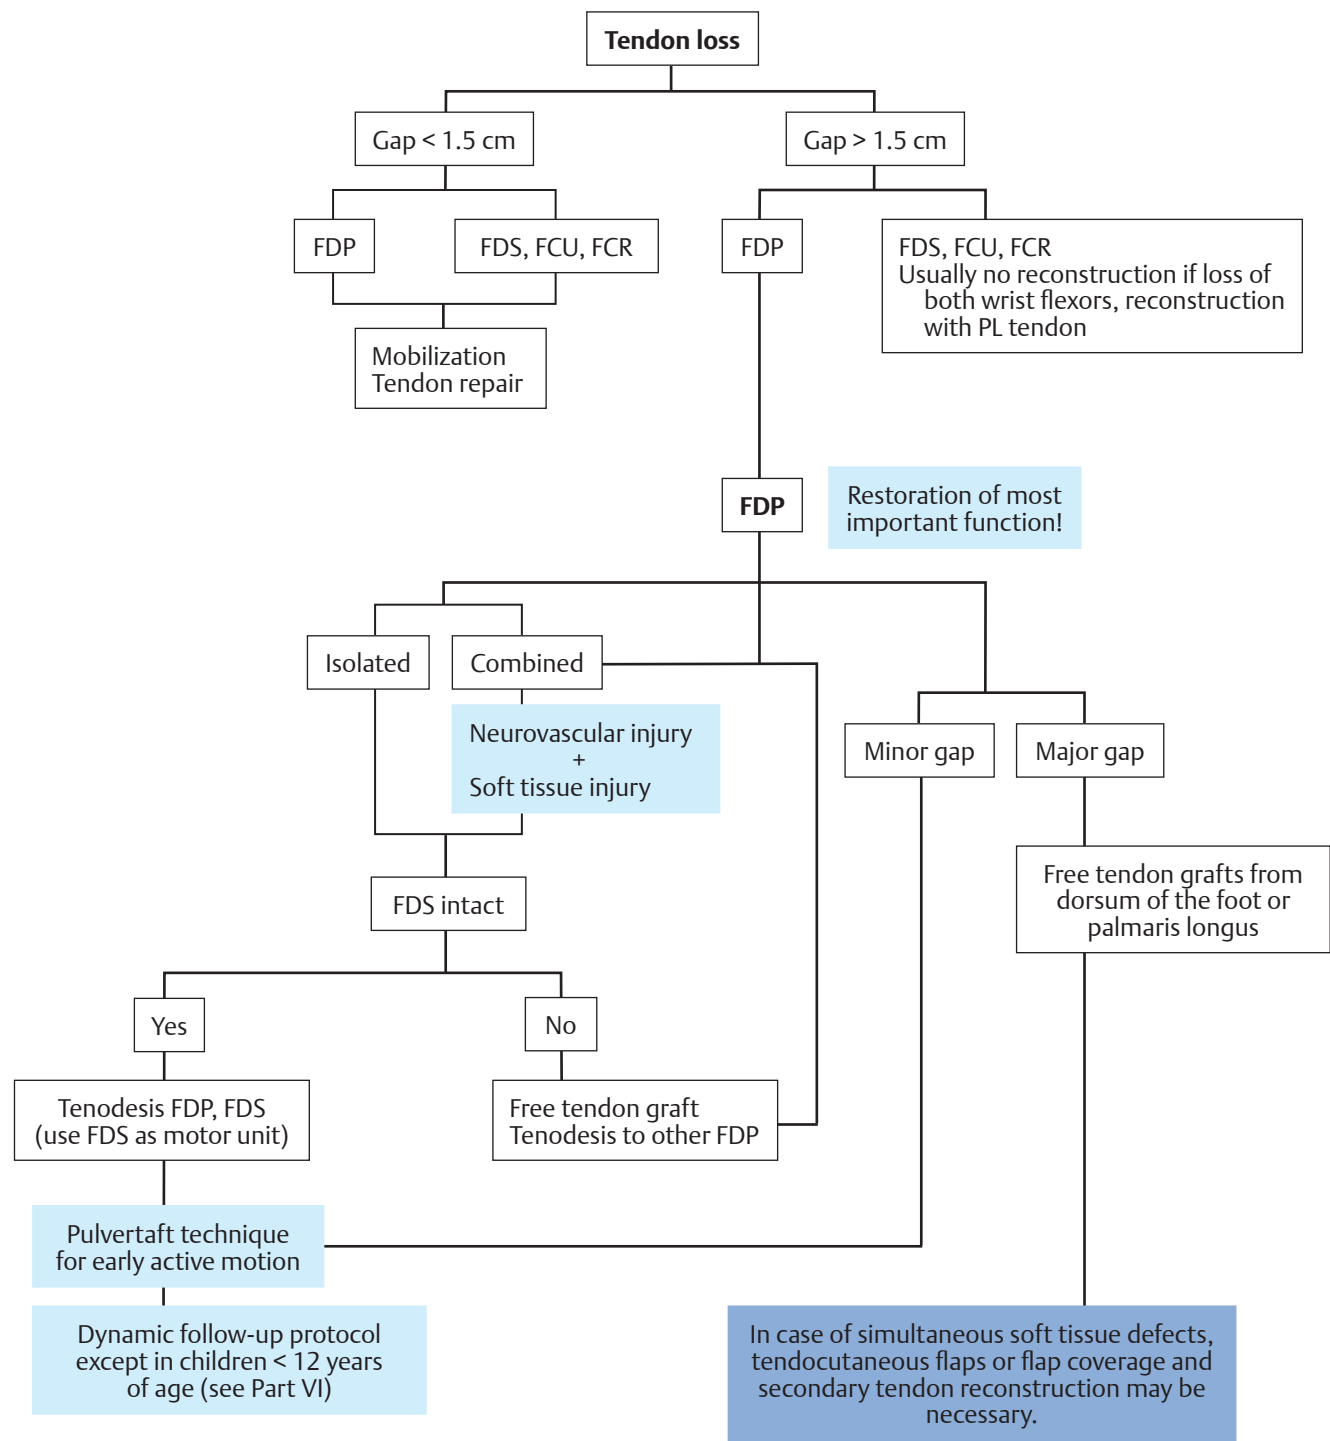 Tendon loss
Gap < 1.5 cm
Gap > 1.5 cm
FDP
FDS, FCU, FCR
FDP
FDS, FCU, FCR
Usually no reconstruction if loss of
both wrist flexors, reconstruction
with PL tendon
Mobilization
Tendon repair
FDP
Restoration of most
important function!
Isolated
Combined
Neurovascular injury
+
Soft tissue injury
Minor gap
Major gap
FDS intact
Free tendon grafts from
dorsum of the foot or
palmaris longus
Yes
No
Tenodesis FDP, FDS
(use FDS as motor unit)
Free tendon graft
Tenodesis to other FDP
Pulvertaft technique
for early active motion
Dynamic follow-up protocol
except in children < 12 years
of age (see Part VI)
In case of simultaneous soft tissue defects,
tendocutaneous flaps or flap coverage and
secondary tendon reconstruction may be
necessary.